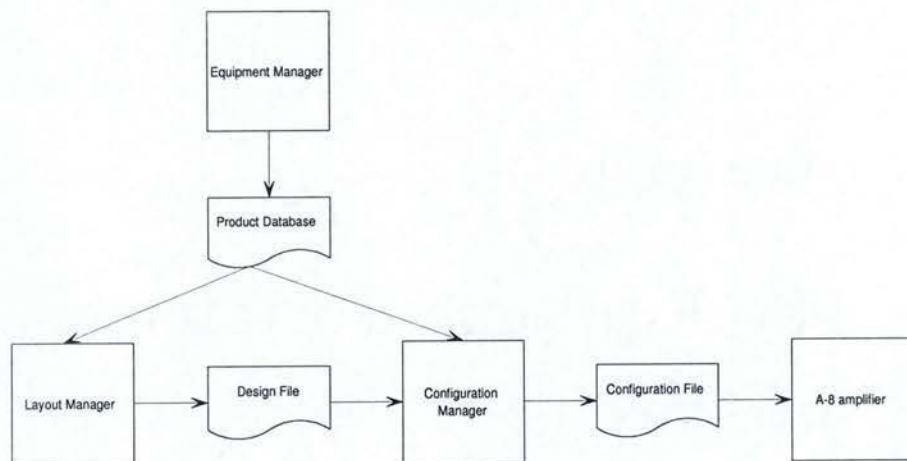 Equipment Manager
Product Database
Layout Manager
Design File
Configuration
Manager
Configuration File
A-8 amplifier